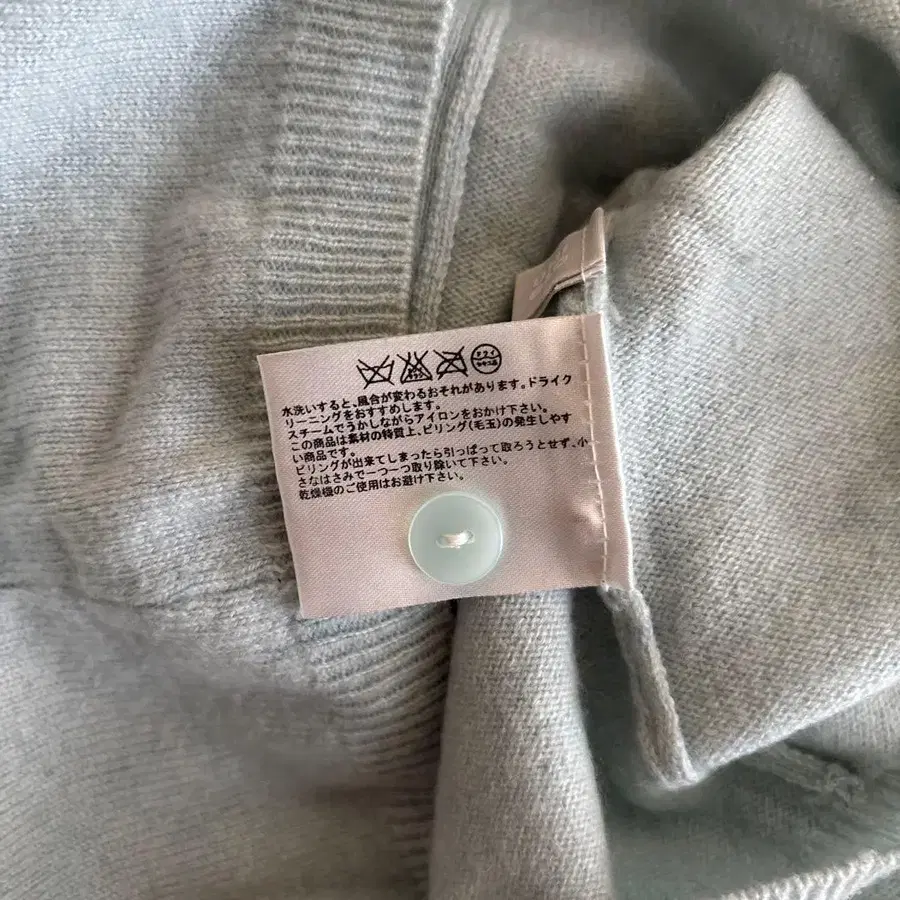 水洗いすると、風合が変わるおそれがあります。ドライク
リーニングをおすすめします。
スチームでうかしながらアイロンをおかけ下さい。
この商品は素材の特質上、ピリング(毛玉)の発生しやす
い商品です。
ピリングが出来てしまったら引っぱって取ろうとせず、小
さなはさみで一つ一つ取り除いて下さい。
乾燥機のご使用はお避け下さい。